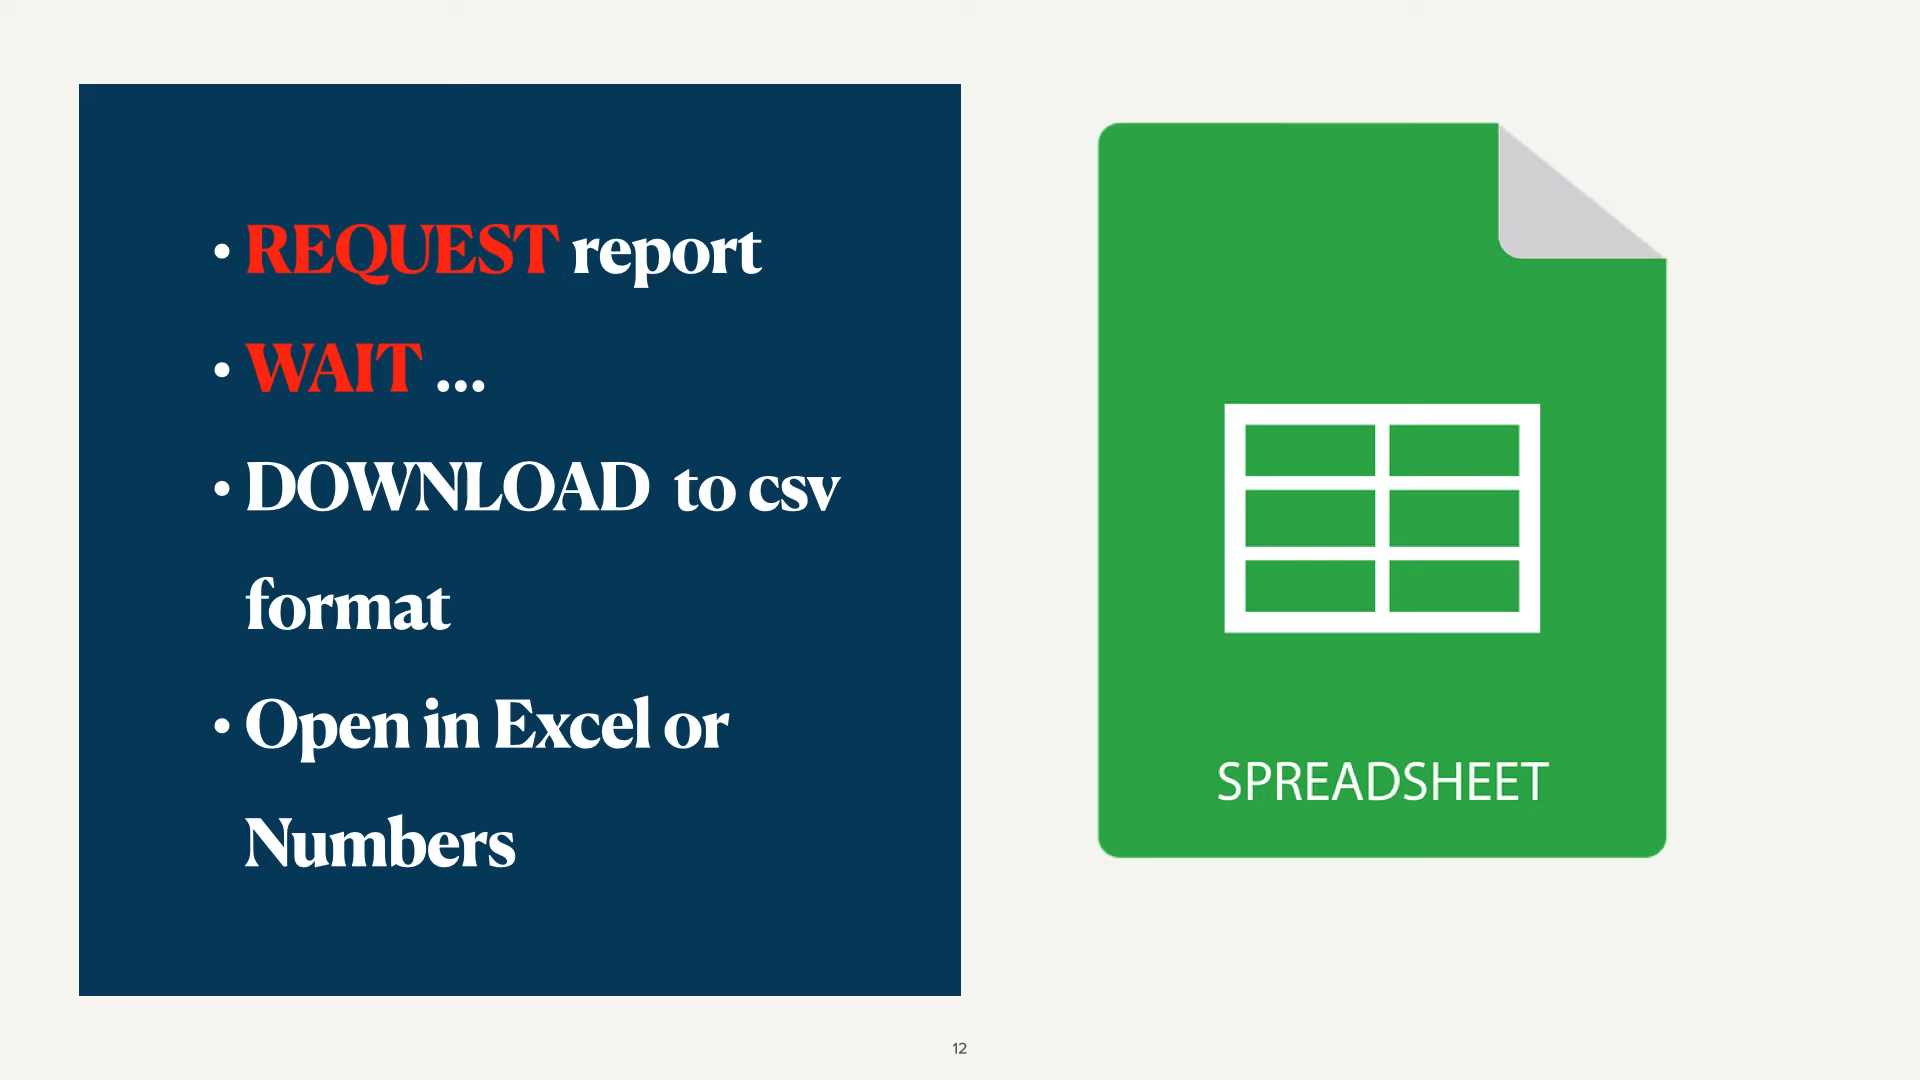 • REQUEST report
• WAIT ...
• DOWNLOAD to csv
format
• Open in Excel or
Numbers
SPREADSHEET
12